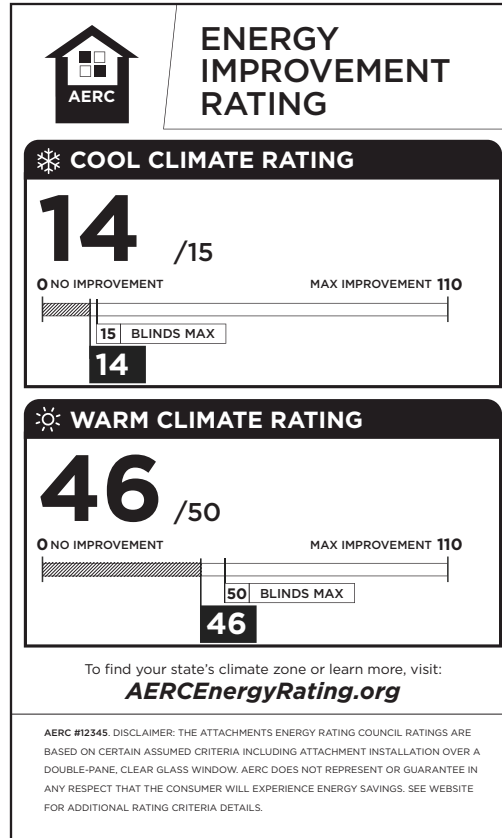 AERC
ENERGY
IMPROVEMENT
RATING
COOL CLIMATE RATING
14 /15
0 NO IMPROVEMENT MAX IMPROVEMENT 110
15 BLINDS MAX
14
WARM CLIMATE RATING
46 /50
0 NO IMPROVEMENT MAX IMPROVEMENT 110
50 BLINDS MAX
46
To find your state’s climate zone or learn more, visit:
AERCEnergyRating.org
AERC #12345. DISCLAIMER: THE ATTACHMENTS ENERGY RATING COUNCIL RATINGS ARE
BASED ON CERTAIN ASSUMED CRITERIA INCLUDING ATTACHMENT INSTALLATION OVER A
DOUBLE-PANE, CLEAR GLASS WINDOW. AERC DOES NOT REPRESENT OR GUARANTEE IN
ANY RESPECT THAT THE CONSUMER WILL EXPERIENCE ENERGY SAVINGS. SEE WEBSITE
FOR ADDITIONAL RATING CRITERIA DETAILS.